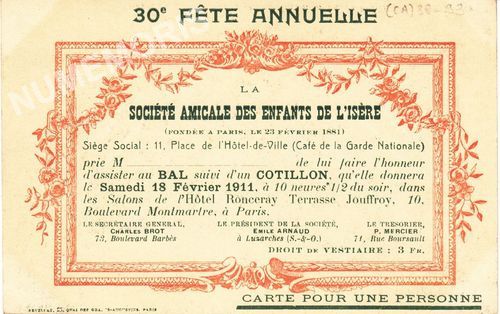 30e FÊTE ANNUELLE
LA
SOCIÉTÉ AMICALE DES ENFANTS DE L'ISÈRE
(FONDÉE A PARIS, LE 23 FÉVRIER 1881)
Siège Social : 11, Place de l'Hôtel-de-Ville (Café de la Garde Nationale)
prie M de lui faire l'honneur
d'assister au BAL suivi d'un COTILLON, qu'elle donnera
le Samedi 18 Février 1911, à 10 heures 1/2 du soir, dans
les Salons de l'Hôtel Ronceray Terrasse Jouffroy, 10,
Boulevard Montmartre, à Paris.
LE SECRÉTAIRE GÉNÉRAL, LE PRÉSIDENT DE LA SOCIÉTÉ, LE TRESORIER,
CHARLES BROT ÉMILE ARNAUD P. MERCIER
73, Boulevard Barbès à Luzarches (S.-&-O.) 71, Rue Boursault
DROIT DE VESTIAIRE : 3 FR.
CARTE POUR UNE PERSONNE
QUAI DES PARIS
NUMEMORIS